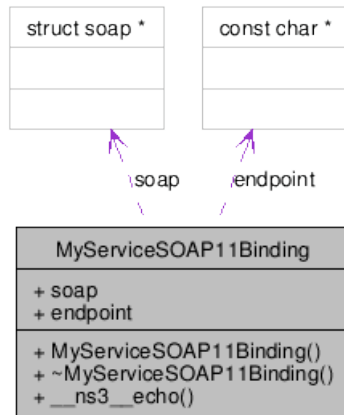 struct soap *
const char *
soap
endpoint
MyServiceSOAP11Binding
+ soap
+ endpoint
+ MyServiceSOAP11Binding()
+ ~MyServiceSOAP11Binding()
+ __ns3__echo()